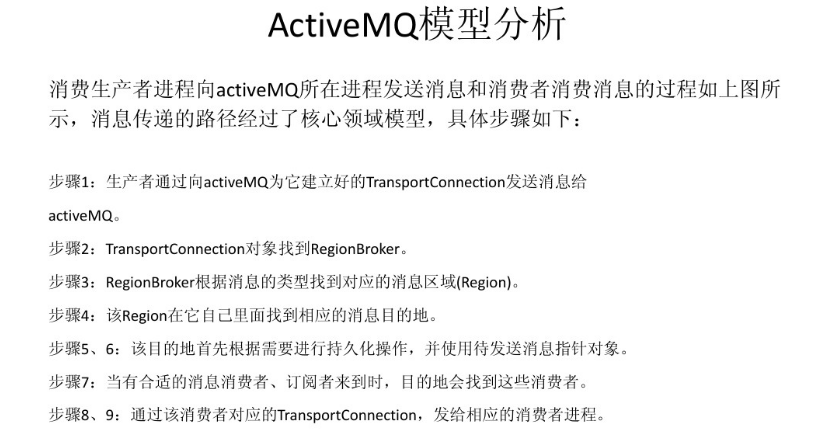 ActiveMQ模型分析
消费生产者进程向activeMQ所在进程发送消息和消费者消费消息的过程如上图所
示，消息传递的路径经过了核心领域模型，具体步骤如下：
步骤1：生产者通过向activeMQ为它建立好的TransportConnection发送消息给
activeMQ。
步骤2：TransportConnection对象找到RegionBroker。
步骤3：RegionBroker根据消息的类型找到对应的消息区域(Region)。
步骤4：该Region在它自己里面找到相应的消息目的地。
步骤5、6：该目的地首先根据需要进行持久化操作，并使用待发送消息指针对象。
步骤7：当有合适的消息消费者、订阅者来到时，目的地会找到这些消费者。
步骤8、9：通过该消费者对应的TransportConnection，发给相应的消费者进程。